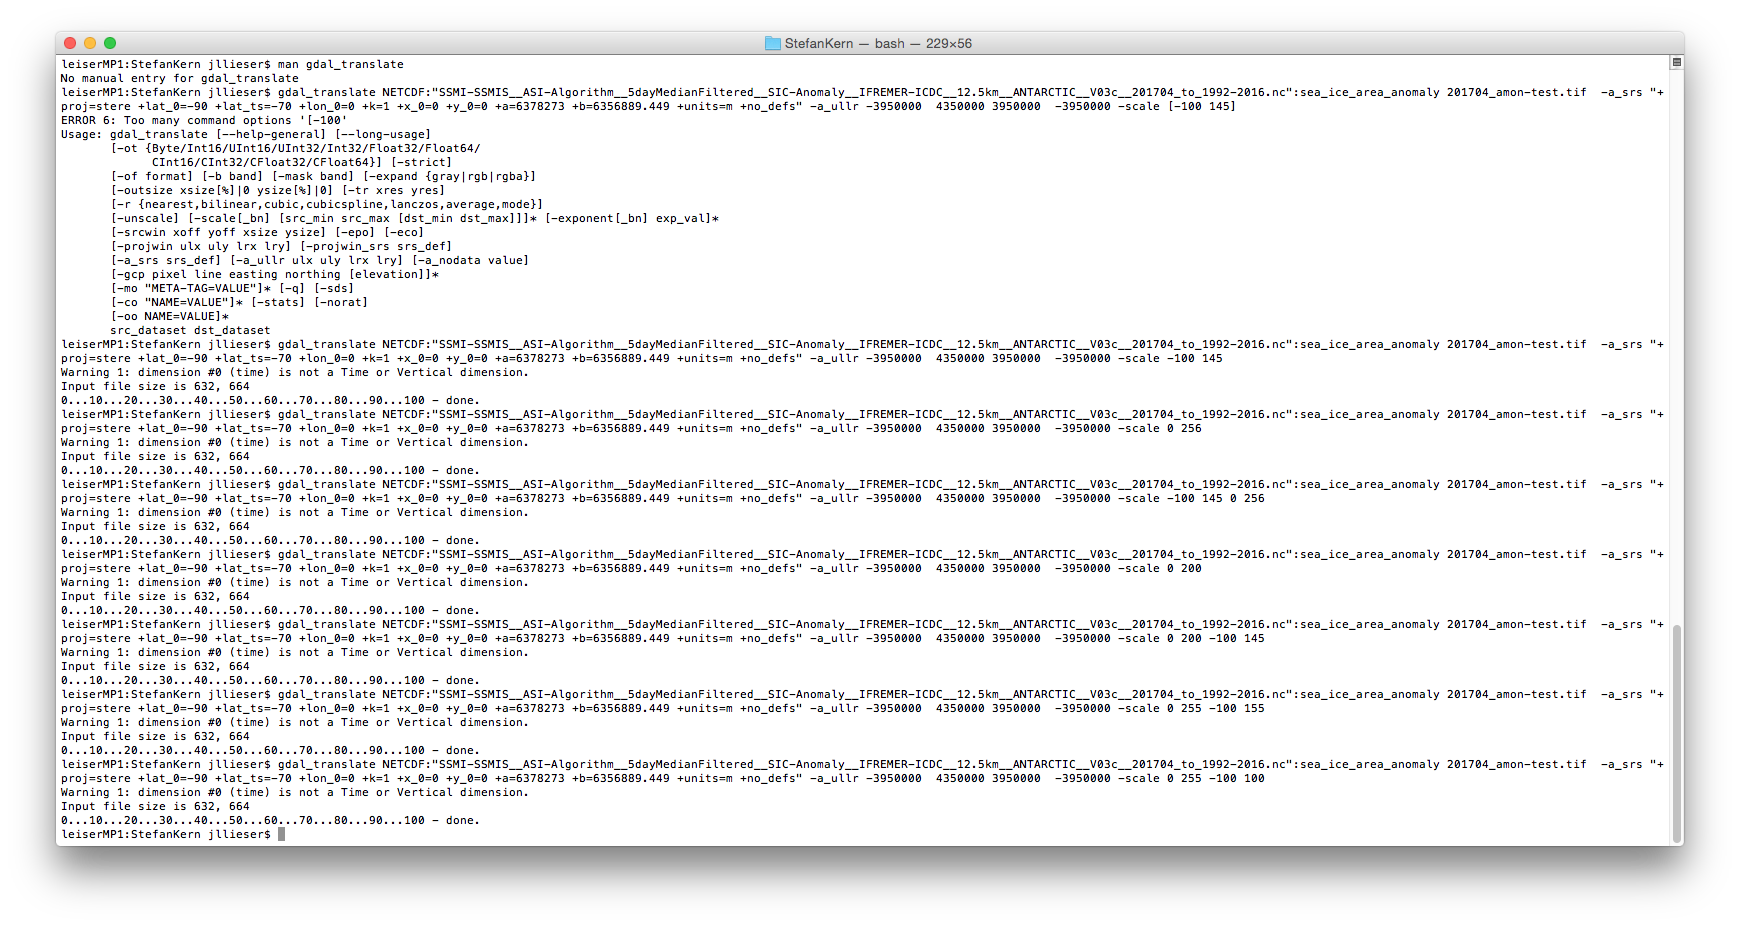 StefanKern — bash — 229×56
leiserMP1:StefanKern jllieser$ man gdal_translate
No manual entry for gdal_translate
leiserMP1:StefanKern jllieser$ gdal_translate NETCDF:"SSMI-SSMIS__ASI-Algorithm__5dayMedianFiltered__SIC-Anomaly__IFREMER-ICDC__12.5km__ANTARCTIC__V03c__201704_to_1992-2016.nc":sea_ice_area_anomaly 201704_amon-test.tif  -a_srs "+
proj=stere +lat_0=-90 +lat_ts=-70 +lon_0=0 +k=1 +x_0=0 +y_0=0 +a=6378273 +b=6356889.449 +units=m +no_defs" -a_ullr -3950000  4350000 3950000  -3950000 -scale [-100 145]
ERROR 6: Too many command options '[-100'
Usage: gdal_translate [--help-general] [--long-usage]
       [-ot {Byte/Int16/UInt16/UInt32/Int32/Float32/Float64/
             CInt16/CInt32/CFloat32/CFloat64}] [-strict]
       [-of format] [-b band] [-mask band] [-expand {gray|rgb|rgba}]
       [-outsize xsize[%]|0 ysize[%]|0] [-tr xres yres]
       [-r {nearest,bilinear,cubic,cubicspline,lanczos,average,mode}]
       [-unscale] [-scale[_bn] [src_min src_max [dst_min dst_max]]]* [-exponent[_bn] exp_val]*
       [-srcwin xoff yoff xsize ysize] [-epo] [-eco]
       [-projwin ulx uly lrx lry] [-projwin_srs srs_def]
       [-a_srs srs_def] [-a_ullr ulx uly lrx lry] [-a_nodata value]
       [-gcp pixel line easting northing [elevation]]*
       [-mo "META-TAG=VALUE"]* [-q] [-sds]
       [-co "NAME=VALUE"]* [-stats] [-norat]
       [-oo NAME=VALUE]*
       src_dataset dst_dataset
leiserMP1:StefanKern jllieser$ gdal_translate NETCDF:"SSMI-SSMIS__ASI-Algorithm__5dayMedianFiltered__SIC-Anomaly__IFREMER-ICDC__12.5km__ANTARCTIC__V03c__201704_to_1992-2016.nc":sea_ice_area_anomaly 201704_amon-test.tif  -a_srs "+
proj=stere +lat_0=-90 +lat_ts=-70 +lon_0=0 +k=1 +x_0=0 +y_0=0 +a=6378273 +b=6356889.449 +units=m +no_defs" -a_ullr -3950000  4350000 3950000  -3950000 -scale -100 145
Warning 1: dimension #0 (time) is not a Time or Vertical dimension.
Input file size is 632, 664
0...10...20...30...40...50...60...70...80...90...100 - done.
leiserMP1:StefanKern jllieser$ gdal_translate NETCDF:"SSMI-SSMIS__ASI-Algorithm__5dayMedianFiltered__SIC-Anomaly__IFREMER-ICDC__12.5km__ANTARCTIC__V03c__201704_to_1992-2016.nc":sea_ice_area_anomaly 201704_amon-test.tif  -a_srs "+
proj=stere +lat_0=-90 +lat_ts=-70 +lon_0=0 +k=1 +x_0=0 +y_0=0 +a=6378273 +b=6356889.449 +units=m +no_defs" -a_ullr -3950000  4350000 3950000  -3950000 -scale 0 256
Warning 1: dimension #0 (time) is not a Time or Vertical dimension.
Input file size is 632, 664
0...10...20...30...40...50...60...70...80...90...100 - done.
leiserMP1:StefanKern jllieser$ gdal_translate NETCDF:"SSMI-SSMIS__ASI-Algorithm__5dayMedianFiltered__SIC-Anomaly__IFREMER-ICDC__12.5km__ANTARCTIC__V03c__201704_to_1992-2016.nc":sea_ice_area_anomaly 201704_amon-test.tif  -a_srs "+
proj=stere +lat_0=-90 +lat_ts=-70 +lon_0=0 +k=1 +x_0=0 +y_0=0 +a=6378273 +b=6356889.449 +units=m +no_defs" -a_ullr -3950000  4350000 3950000  -3950000 -scale -100 145 0 256
Warning 1: dimension #0 (time) is not a Time or Vertical dimension.
Input file size is 632, 664
0...10...20...30...40...50...60...70...80...90...100 - done.
leiserMP1:StefanKern jllieser$ gdal_translate NETCDF:"SSMI-SSMIS__ASI-Algorithm__5dayMedianFiltered__SIC-Anomaly__IFREMER-ICDC__12.5km__ANTARCTIC__V03c__201704_to_1992-2016.nc":sea_ice_area_anomaly 201704_amon-test.tif  -a_srs "+
proj=stere +lat_0=-90 +lat_ts=-70 +lon_0=0 +k=1 +x_0=0 +y_0=0 +a=6378273 +b=6356889.449 +units=m +no_defs" -a_ullr -3950000  4350000 3950000  -3950000 -scale 0 200
Warning 1: dimension #0 (time) is not a Time or Vertical dimension.
Input file size is 632, 664
0...10...20...30...40...50...60...70...80...90...100 - done.
leiserMP1:StefanKern jllieser$ gdal_translate NETCDF:"SSMI-SSMIS__ASI-Algorithm__5dayMedianFiltered__SIC-Anomaly__IFREMER-ICDC__12.5km__ANTARCTIC__V03c__201704_to_1992-2016.nc":sea_ice_area_anomaly 201704_amon-test.tif  -a_srs "+
proj=stere +lat_0=-90 +lat_ts=-70 +lon_0=0 +k=1 +x_0=0 +y_0=0 +a=6378273 +b=6356889.449 +units=m +no_defs" -a_ullr -3950000  4350000 3950000  -3950000 -scale 0 200 -100 145
Warning 1: dimension #0 (time) is not a Time or Vertical dimension.
Input file size is 632, 664
0...10...20...30...40...50...60...70...80...90...100 - done.
leiserMP1:StefanKern jllieser$ gdal_translate NETCDF:"SSMI-SSMIS__ASI-Algorithm__5dayMedianFiltered__SIC-Anomaly__IFREMER-ICDC__12.5km__ANTARCTIC__V03c__201704_to_1992-2016.nc":sea_ice_area_anomaly 201704_amon-test.tif  -a_srs "+
proj=stere +lat_0=-90 +lat_ts=-70 +lon_0=0 +k=1 +x_0=0 +y_0=0 +a=6378273 +b=6356889.449 +units=m +no_defs" -a_ullr -3950000  4350000 3950000  -3950000 -scale 0 255 -100 155
Warning 1: dimension #0 (time) is not a Time or Vertical dimension.
Input file size is 632, 664
0...10...20...30...40...50...60...70...80...90...100 - done.
leiserMP1:StefanKern jllieser$ gdal_translate NETCDF:"SSMI-SSMIS__ASI-Algorithm__5dayMedianFiltered__SIC-Anomaly__IFREMER-ICDC__12.5km__ANTARCTIC__V03c__201704_to_1992-2016.nc":sea_ice_area_anomaly 201704_amon-test.tif  -a_srs "+
proj=stere +lat_0=-90 +lat_ts=-70 +lon_0=0 +k=1 +x_0=0 +y_0=0 +a=6378273 +b=6356889.449 +units=m +no_defs" -a_ullr -3950000  4350000 3950000  -3950000 -scale 0 255 -100 100
Warning 1: dimension #0 (time) is not a Time or Vertical dimension.
Input file size is 632, 664
0...10...20...30...40...50...60...70...80...90...100 - done.
leiserMP1:StefanKern jllieser$